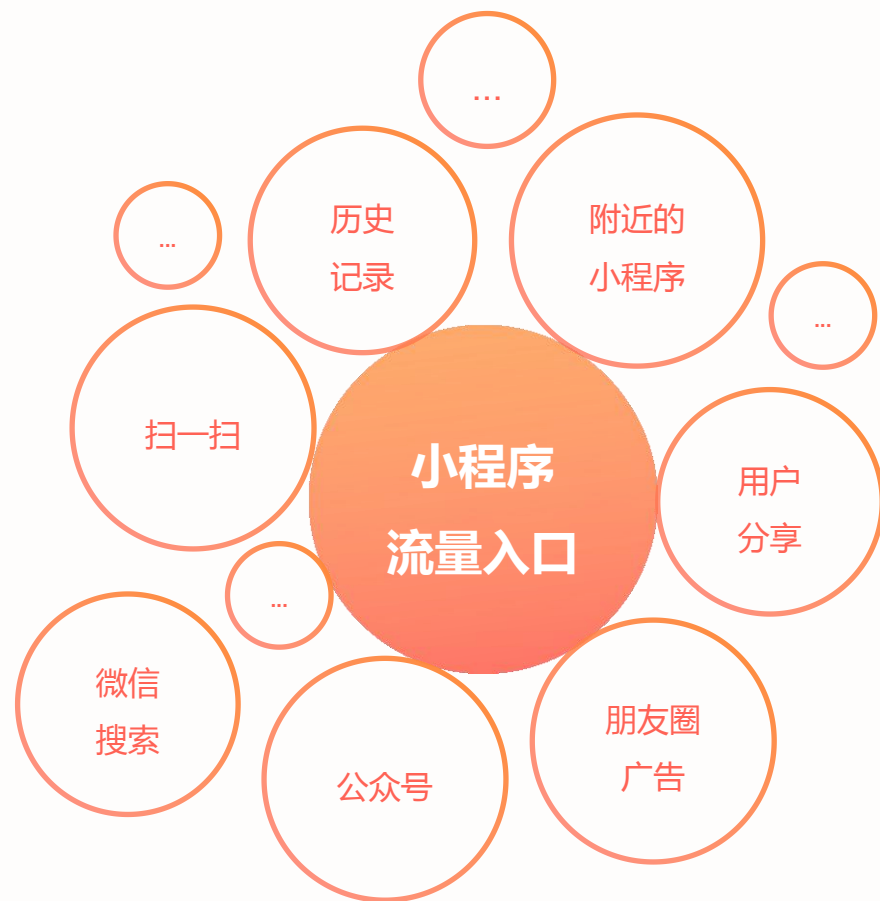 ...
历史
记录
附近的
小程序
...
...
扫一扫
小程序
流量入口
用户
分享
...
微信
搜索
公众号
朋友圈
广告